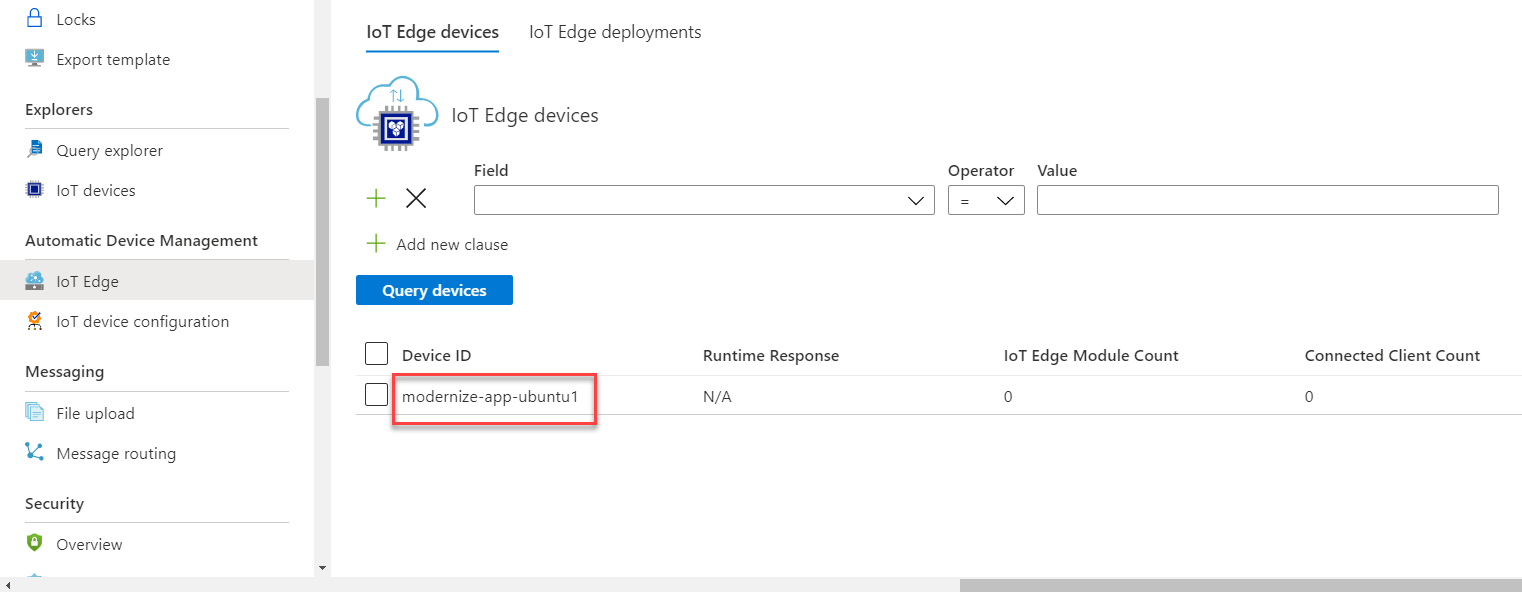 Locks
Export template
Explorers
Query explorer
IoT devices
Automatic Device Management
IoT Edge
IoT device configuration
Messaging
File upload
Message routing
Security
Overview
IoT Edge devices IoT Edge deployments
IoT Edge devices
Field Operator Value
=
Add new clause
Query devices
Device ID Runtime Response IoT Edge Module Count Connected Client Count
modernize-app-ubuntu1 N/A 0 0